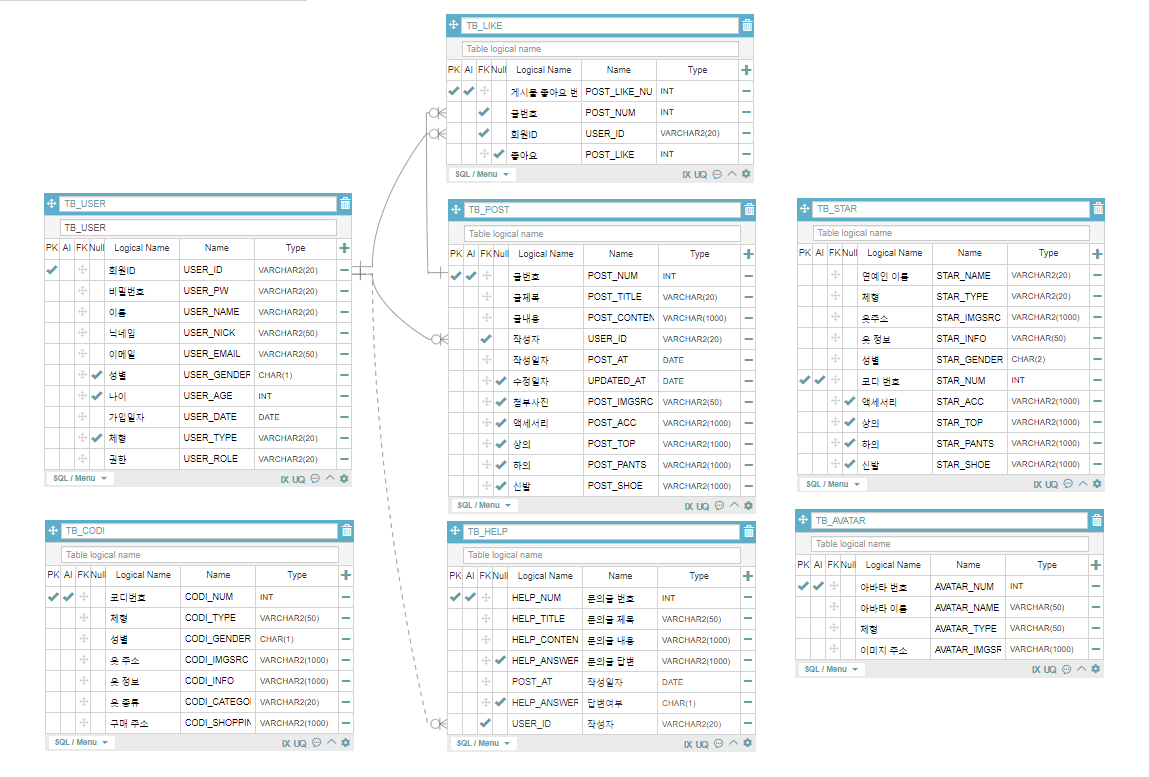 TB_LIKE
Table logical name
PK AI FK Null Logical Name Name Type
게시물 좋아요 번 POST_LIKE_NU INT
글번호 POST_NUM INT
회원ID USER_ID VARCHAR2(20)
좋아요 POST_LIKE INT
SQL / Menu IX UQ
TB_USER
TB_USER
PK AI FK Null Logical Name Name Type
회원ID USER_ID VARCHAR2(20)
비밀번호 USER_PW VARCHAR2(20)
이름 USER_NAME VARCHAR2(20)
닉네임 USER_NICK VARCHAR2(50)
이메일 USER_EMAIL VARCHAR2(50)
성별 USER_GENDER CHAR(1)
나이 USER_AGE INT
가입일자 USER_DATE DATE
체형 USER_TYPE VARCHAR2(20)
권한 USER_ROLE VARCHAR2(20)
SQL / Menu IX UQ
TB_POST
Table logical name
PK AI FK Null Logical Name Name Type
글번호 POST_NUM INT
글제목 POST_TITLE VARCHAR(20)
글내용 POST_CONTEN VARCHAR(1000)
작성자 USER_ID VARCHAR2(20)
작성일자 POST_AT DATE
수정일자 UPDATED_AT DATE
첨부사진 POST_IMGSRC VARCHAR2(50)
액세서리 POST_ACC VARCHAR2(1000)
상의 POST_TOP VARCHAR2(1000)
하의 POST_PANTS VARCHAR2(1000)
신발 POST_SHOE VARCHAR2(1000)
SQL / Menu IX UQ
TB_STAR
Table logical name
PK AI FK Null Logical Name Name Type
연예인 이름 STAR_NAME VARCHAR2(20)
체형 STAR_TYPE VARCHAR2(20)
옷주소 STAR_IMGSRC VARCHAR2(1000)
옷 정보 STAR_INFO VARCHAR(50)
성별 STAR_GENDER CHAR(2)
코디 번호 STAR_NUM INT
액세서리 STAR_ACC VARCHAR2(1000)
상의 STAR_TOP VARCHAR2(1000)
하의 STAR_PANTS VARCHAR2(1000)
신발 STAR_SHOE VARCHAR2(1000)
SQL / Menu IX UQ
TB_CODI
Table logical name
PK AI FK Null Logical Name Name Type
코디번호 CODI_NUM INT
체형 CODI_TYPE VARCHAR2(50)
성별 CODI_GENDER CHAR(1)
옷 주소 CODI_IMGSRC VARCHAR2(1000)
옷 정보 CODI_INFO VARCHAR2(1000)
옷 종류 CODI_CATEGO VARCHAR2(20)
구매 주소 CODI_SHOPPIN VARCHAR2(1000)
SQL / Menu IX UQ
TB_HELP
Table logical name
PK AI FK Null Logical Name Name Type
HELP_NUM 문의글 번호 INT
HELP_TITLE 문의글 제목 VARCHAR2(50)
HELP_CONTEN 문의글 내용 VARCHAR2(1000)
HELP_ANSWER 문의글 답변 VARCHAR2(1000)
POST_AT 작성일자 DATE
HELP_ANSWER 답변여부 CHAR(1)
USER_ID 작성자 VARCHAR2(20)
SQL / Menu IX UQ
TB_AVATAR
Table logical name
PK AI FK Null Logical Name Name Type
아바타 번호 AVATAR_NUM INT
아바타 이름 AVATAR_NAME VARCHAR(50)
체형 AVATAR_TYPE VARCHAR(50)
이미지 주소 AVATAR_IMGSR VARCHAR(1000)
SQL / Menu IX UQ